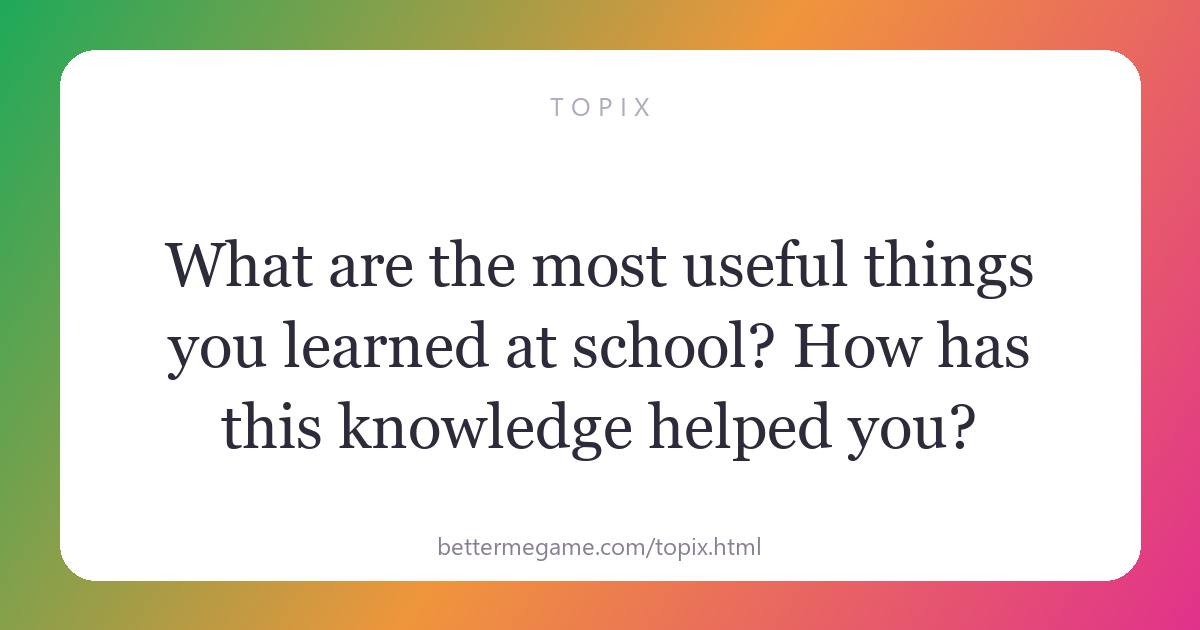 TOPIX
What are the most useful things
you learned at school? How has
this knowledge helped you?
bettermegame.com/topix.html